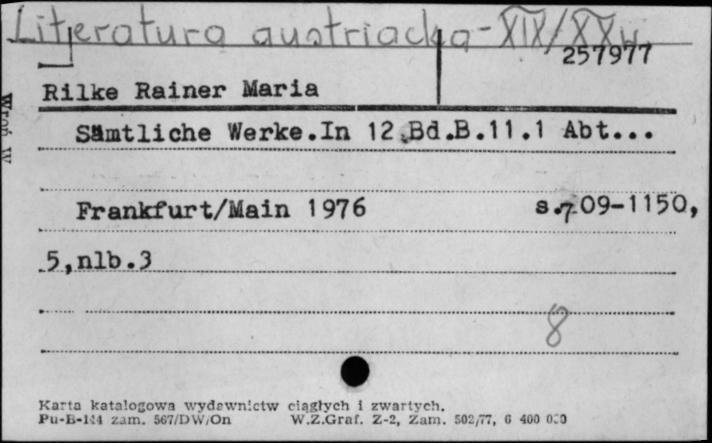 Literatura austriacka - XIX/XX w.
257977
Rilke Rainer Maria
Sämtliche Werke.In 12 Bd.B.11.1 Abt...
Frankfurt/Main 1976 s.709-1150,
5,nlb.3
8
Karta katalogowa wydawnictw ciągłych i zwartych.
Pu-B-144 zam. 567/DW/On W.Z.Graf. Z-2, Zam. 502/77, 6 400 000